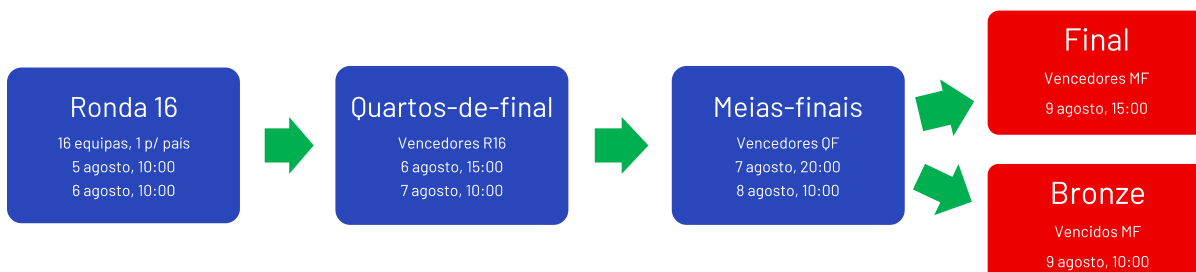 Ronda 16
16 equipas, 1 p/ país
5 agosto, 10:00
6 agosto, 10:00
Quartos-de-final
Vencedores R16
6 agosto, 15:00
7 agosto, 10:00
Meias-finais
Vencedores QF
7 agosto, 20:00
8 agosto, 10:00
Final
Vencedores MF
9 agosto, 15:00
Bronze
Vencidos MF
9 agosto, 10:00